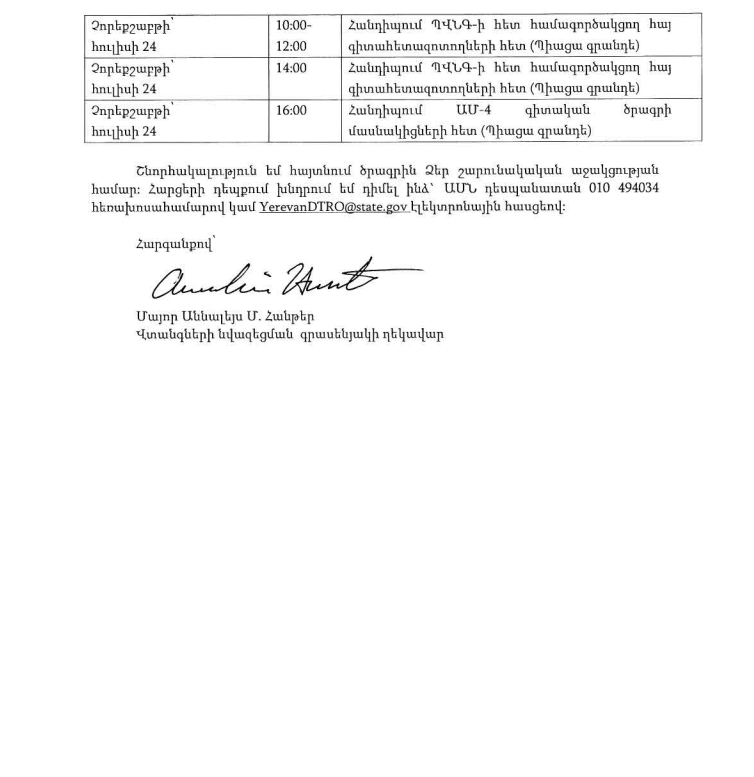 Չորեքշաբթի՝ 10:00- Հանդիպում ՊՎՆԳ-ի հետ համագործակցող հայ
հուլիսի 24 12:00 գիտահետազոտողների հետ (Պիացա գրանդե)
Չորեքշաբթի՝ 14:00 Հանդիպում ՊՎՆԳ-ի հետ համագործակցող հայ
հուլիսի 24 գիտահետազոտողների հետ (Պիացա գրանդե)
Չորեքշաբթի՝ 16:00 Հանդիպում ԱՄ-4 գիտական ծրագրի
հուլիսի 24 մասնակիցների հետ (Պիացա գրանդե)
Շնորհակալություն եմ հայտնում ծրագրին Ձեր շարունակական աջակցության
համար: Հարցերի դեպքում խնդրում եմ դիմել ինձ՝ ԱՄՆ դեսպանատան 010 494034
հեռախոսահամարով կամ YerevanDTRO@state.gov էլեկտրոնային հասցեով:
Հարգանքով՝
Մայոր Աննալեյս Մ. Հանթեր
Վտանգների նվազեցման գրասենյակի ղեկավար